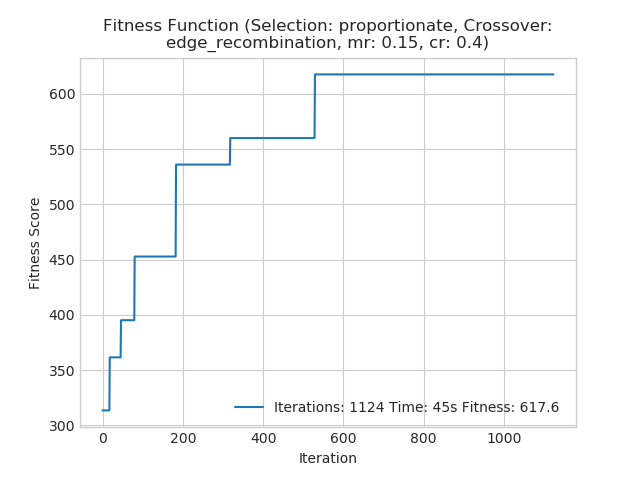 Fitness Function (Selection: proportionate, Crossover:
edge_recombination, mr: 0.15, cr: 0.4)
Fitness Score
600
550
500
450
400
350
300
Iterations: 1124 Time: 45s Fitness: 617.6
0 200 400 600 800 1000
Iteration